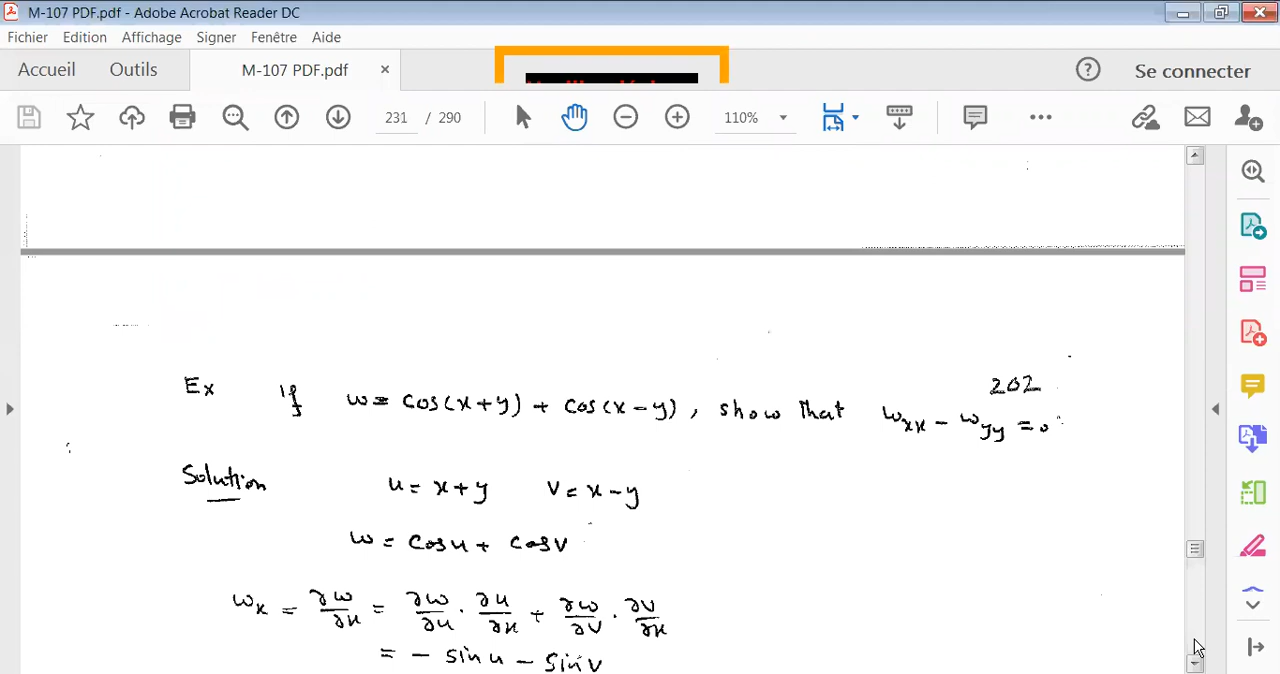 M-107 PDF.pdf - Adobe Acrobat Reader DC
Fichier Edition Affichage Signer Fenêtre Aide
Accueil Outils M-107 PDF.pdf × Se connecter
231 / 290 110%
202
Ex If w = cos(x+y) + cos(x-y), show that w_xx - w_yy = 0
Solution u = x+y v = x-y
w = cos u + cos v
w_x = ∂w/∂x = ∂w/∂u · ∂u/∂x + ∂w/∂v · ∂v/∂x
= - sin u - sin v